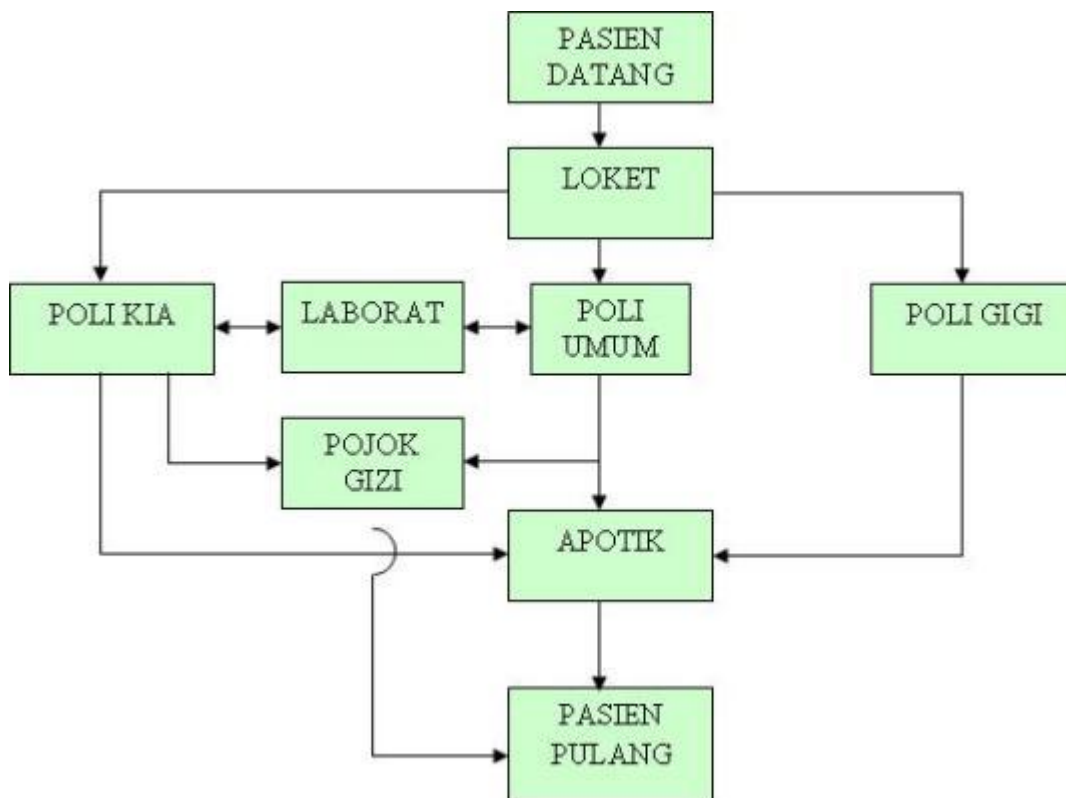 PASIEN
DATANG
LOKET
POLI KIA
LABORAT
POLI
UMUM
POLI GIGI
POJOK
GIZI
APOTIK
PASIEN
PULANG